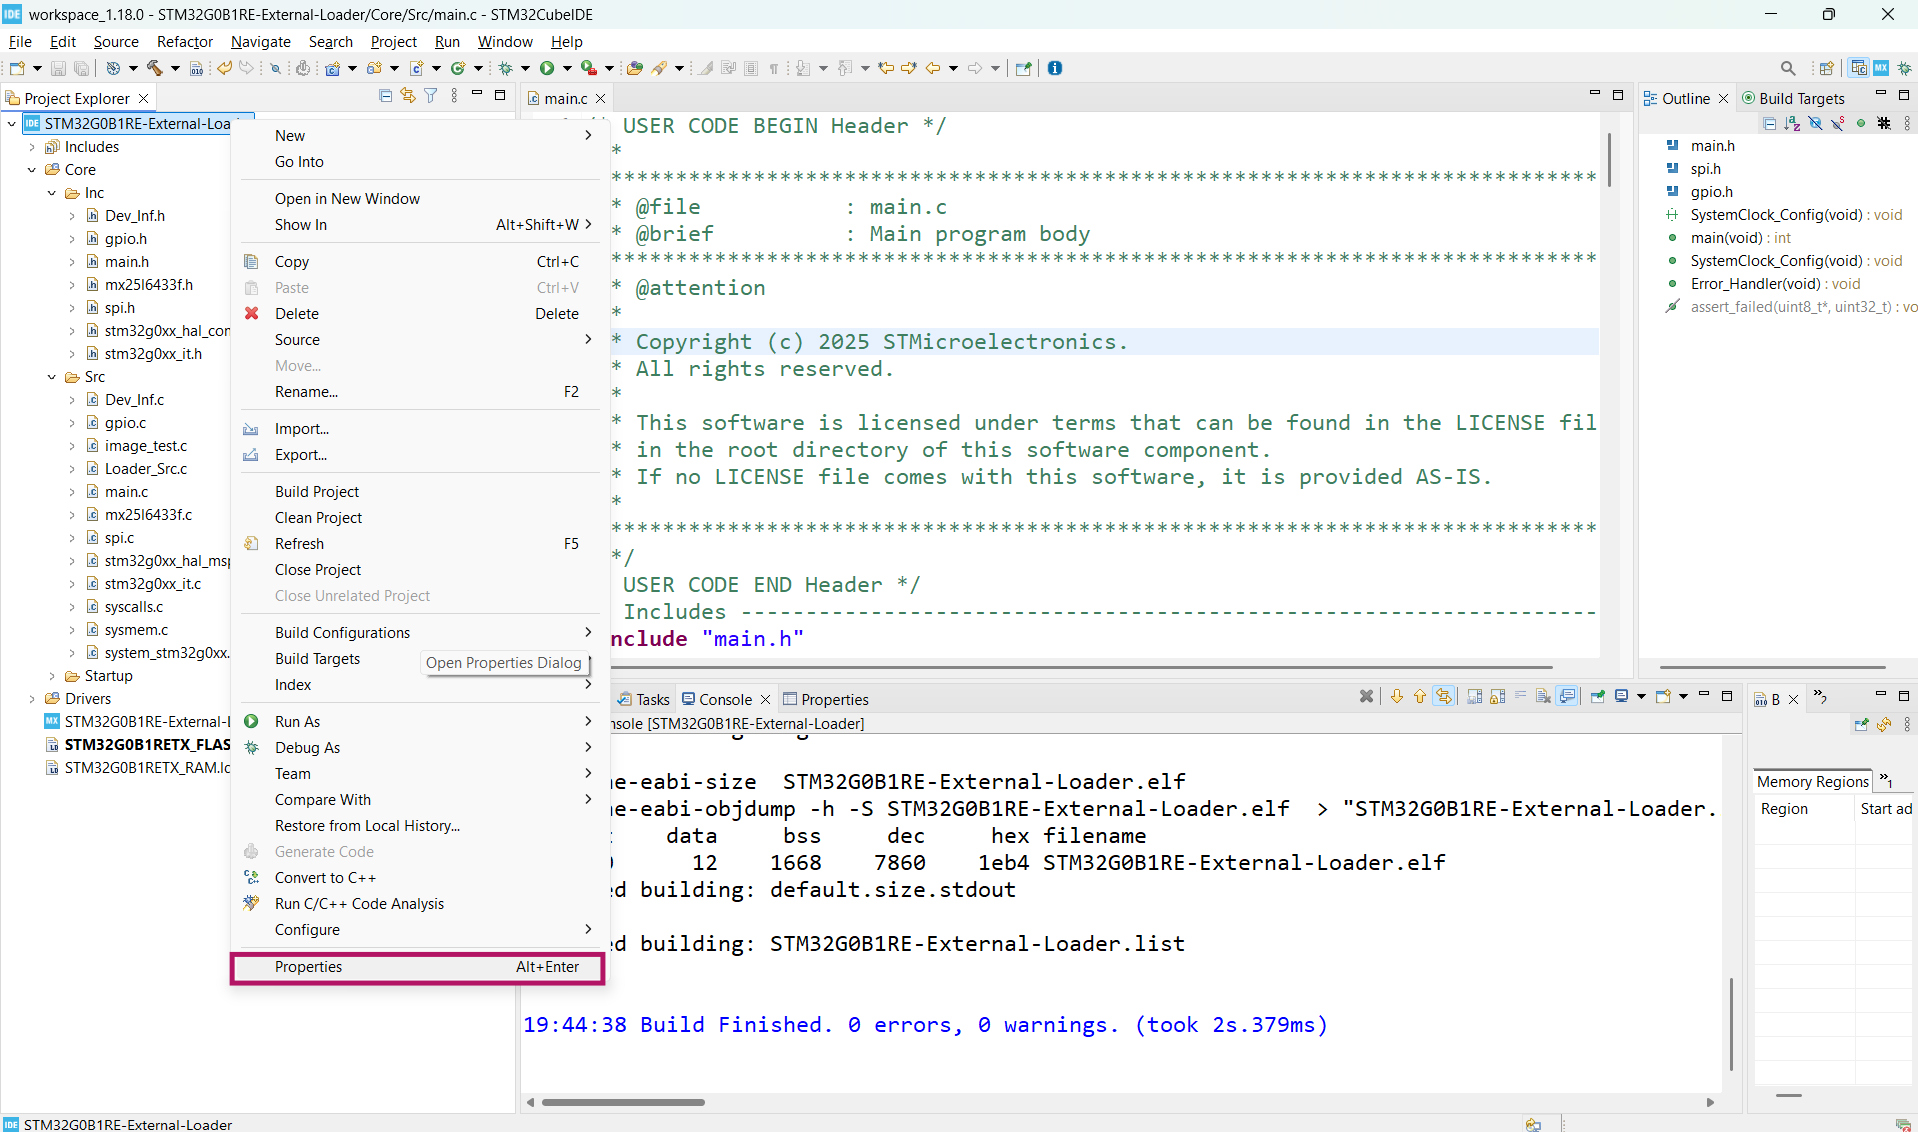 workspace_1.18.0 - STM32G0B1RE-External-Loader/Core/Src/main.c - STM32CubeIDE
File Edit Source Refactor Navigate Search Project Run Window Help
Project Explorer
STM32G0B1RE-External-Loa
Includes
Core
Inc
Dev_Inf.h
gpio.h
main.h
mx25l6433f.h
spi.h
stm32g0xx_hal_con
stm32g0xx_it.h
Src
Dev_Inf.c
gpio.c
image_test.c
Loader_Src.c
main.c
mx25l6433f.c
spi.c
stm32g0xx_hal_msp
stm32g0xx_it.c
syscalls.c
sysmem.c
system_stm32g0xx.
Startup
Drivers
STM32G0B1RE-External-L
STM32G0B1RETX_FLAS
STM32G0B1RETX_RAM.ld
New
Go Into
Open in New Window
Show In Alt+Shift+W
Copy Ctrl+C
Paste Ctrl+V
Delete Delete
Source
Move...
Rename... F2
Import...
Export...
Build Project
Clean Project
Refresh F5
Close Project
Close Unrelated Project
Build Configurations
Build Targets
Open Properties Dialog
Index
Run As
Debug As
Team
Compare With
Restore from Local History...
Generate Code
Convert to C++
Run C/C++ Code Analysis
Configure
Properties Alt+Enter
main.c
USER CODE BEGIN Header */
*
****************************************************************************
* @file : main.c
* @brief : Main program body
****************************************************************************
* @attention
*
* Copyright (c) 2025 STMicroelectronics.
* All rights reserved.
*
* This software is licensed under terms that can be found in the LICENSE fil
* in the root directory of this software component.
* If no LICENSE file comes with this software, it is provided AS-IS.
*
****************************************************************************
*/
USER CODE END Header */
Includes ------------------------------------------------------------------
nclude "main.h"
Tasks Console Properties
nsole [STM32G0B1RE-External-Loader]
ne-eabi-size STM32G0B1RE-External-Loader.elf
ne-eabi-objdump -h -S STM32G0B1RE-External-Loader.elf > "STM32G0B1RE-External-Loader.
data bss dec hex filename
12 1668 7860 1eb4 STM32G0B1RE-External-Loader.elf
ed building: default.size.stdout
ed building: STM32G0B1RE-External-Loader.list
19:44:38 Build Finished. 0 errors, 0 warnings. (took 2s.379ms)
Outline Build Targets
main.h
spi.h
gpio.h
SystemClock_Config(void) : void
main(void) : int
SystemClock_Config(void) : void
Error_Handler(void) : void
assert_failed(uint8_t*, uint32_t) : vo
B
2
Memory Regions
1
Region Start ad
STM32G0B1RE-External-Loader